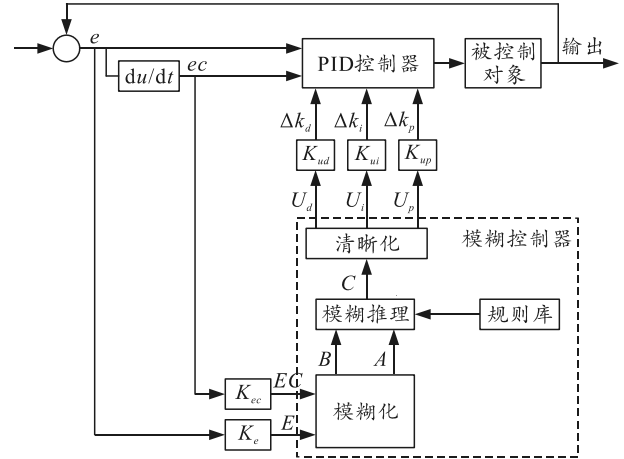 e
ec
du/dt
PID控制器
被控制
对象
输出
Δk_d
Δk_i
Δk_p
K_ud
K_ui
K_up
U_d
U_i
U_p
清晰化
模糊控制器
C
模糊推理
规则库
B
A
K_ec
EC
模糊化
K_e
E